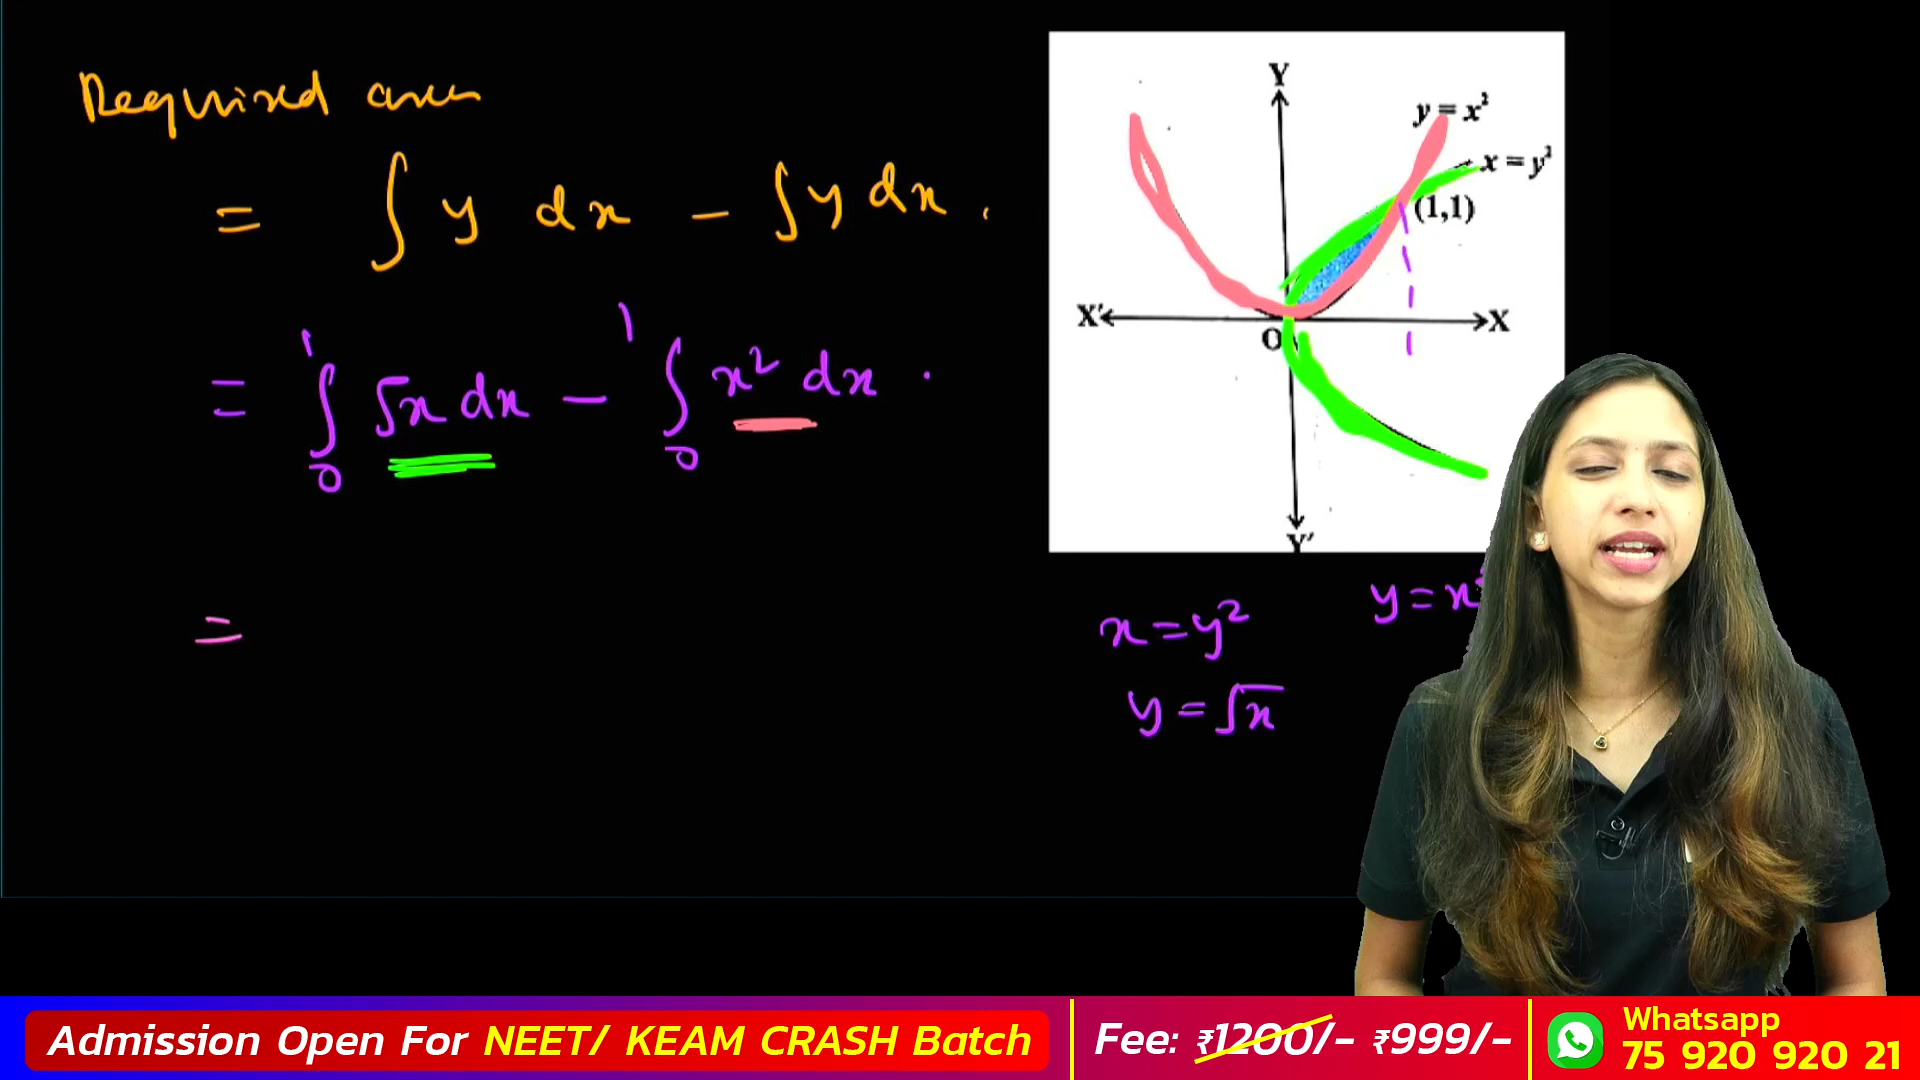 Required area
= ∫ y dx − ∫ y dx .
= ∫₀¹ √x dx − ∫₀¹ x² dx .
=
Y
y = x²
x = y²
(1,1)
X′
X
O
Y′
x = y²
y = x²
y = √x
Admission Open For NEET/ KEAM CRASH Batch
Fee: ₹1200/- ₹999/-
Whatsapp
75 920 920 21